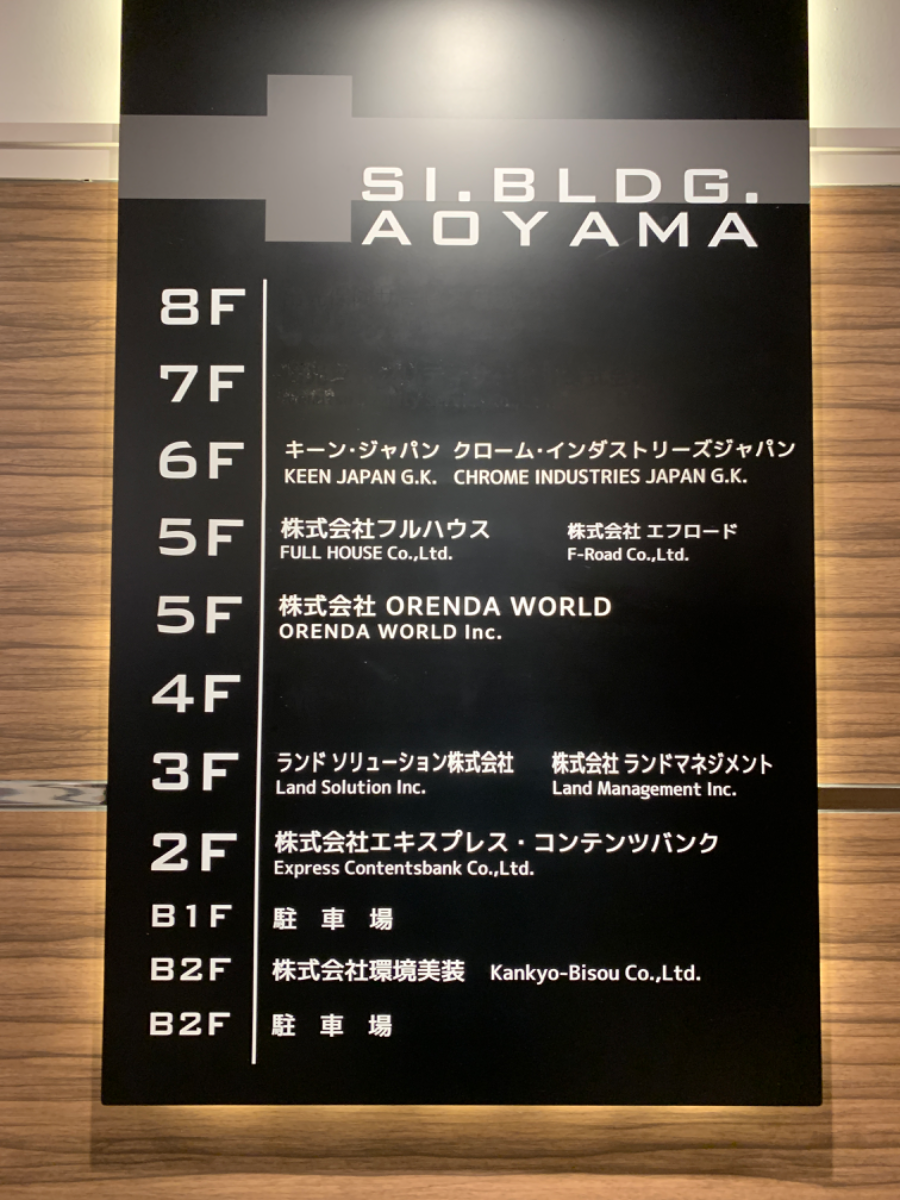 SI.BLDG.
AOYAMA
8F
7F
6F キーン・ジャパン クローム・インダストリーズジャパン
KEEN JAPAN G.K. CHROME INDUSTRIES JAPAN G.K.
5F 株式会社フルハウス 株式会社 エフロード
FULL HOUSE Co.,Ltd. F-Road Co.,Ltd.
5F 株式会社 ORENDA WORLD
ORENDA WORLD Inc.
4F
3F ランド ソリューション株式会社 株式会社 ランドマネジメント
Land Solution Inc. Land Management Inc.
2F 株式会社エキスプレス・コンテンツバンク
Express Contentsbank Co.,Ltd.
B1F 駐 車 場
B2F 株式会社環境美装 Kankyo-Bisou Co.,Ltd.
B2F 駐 車 場